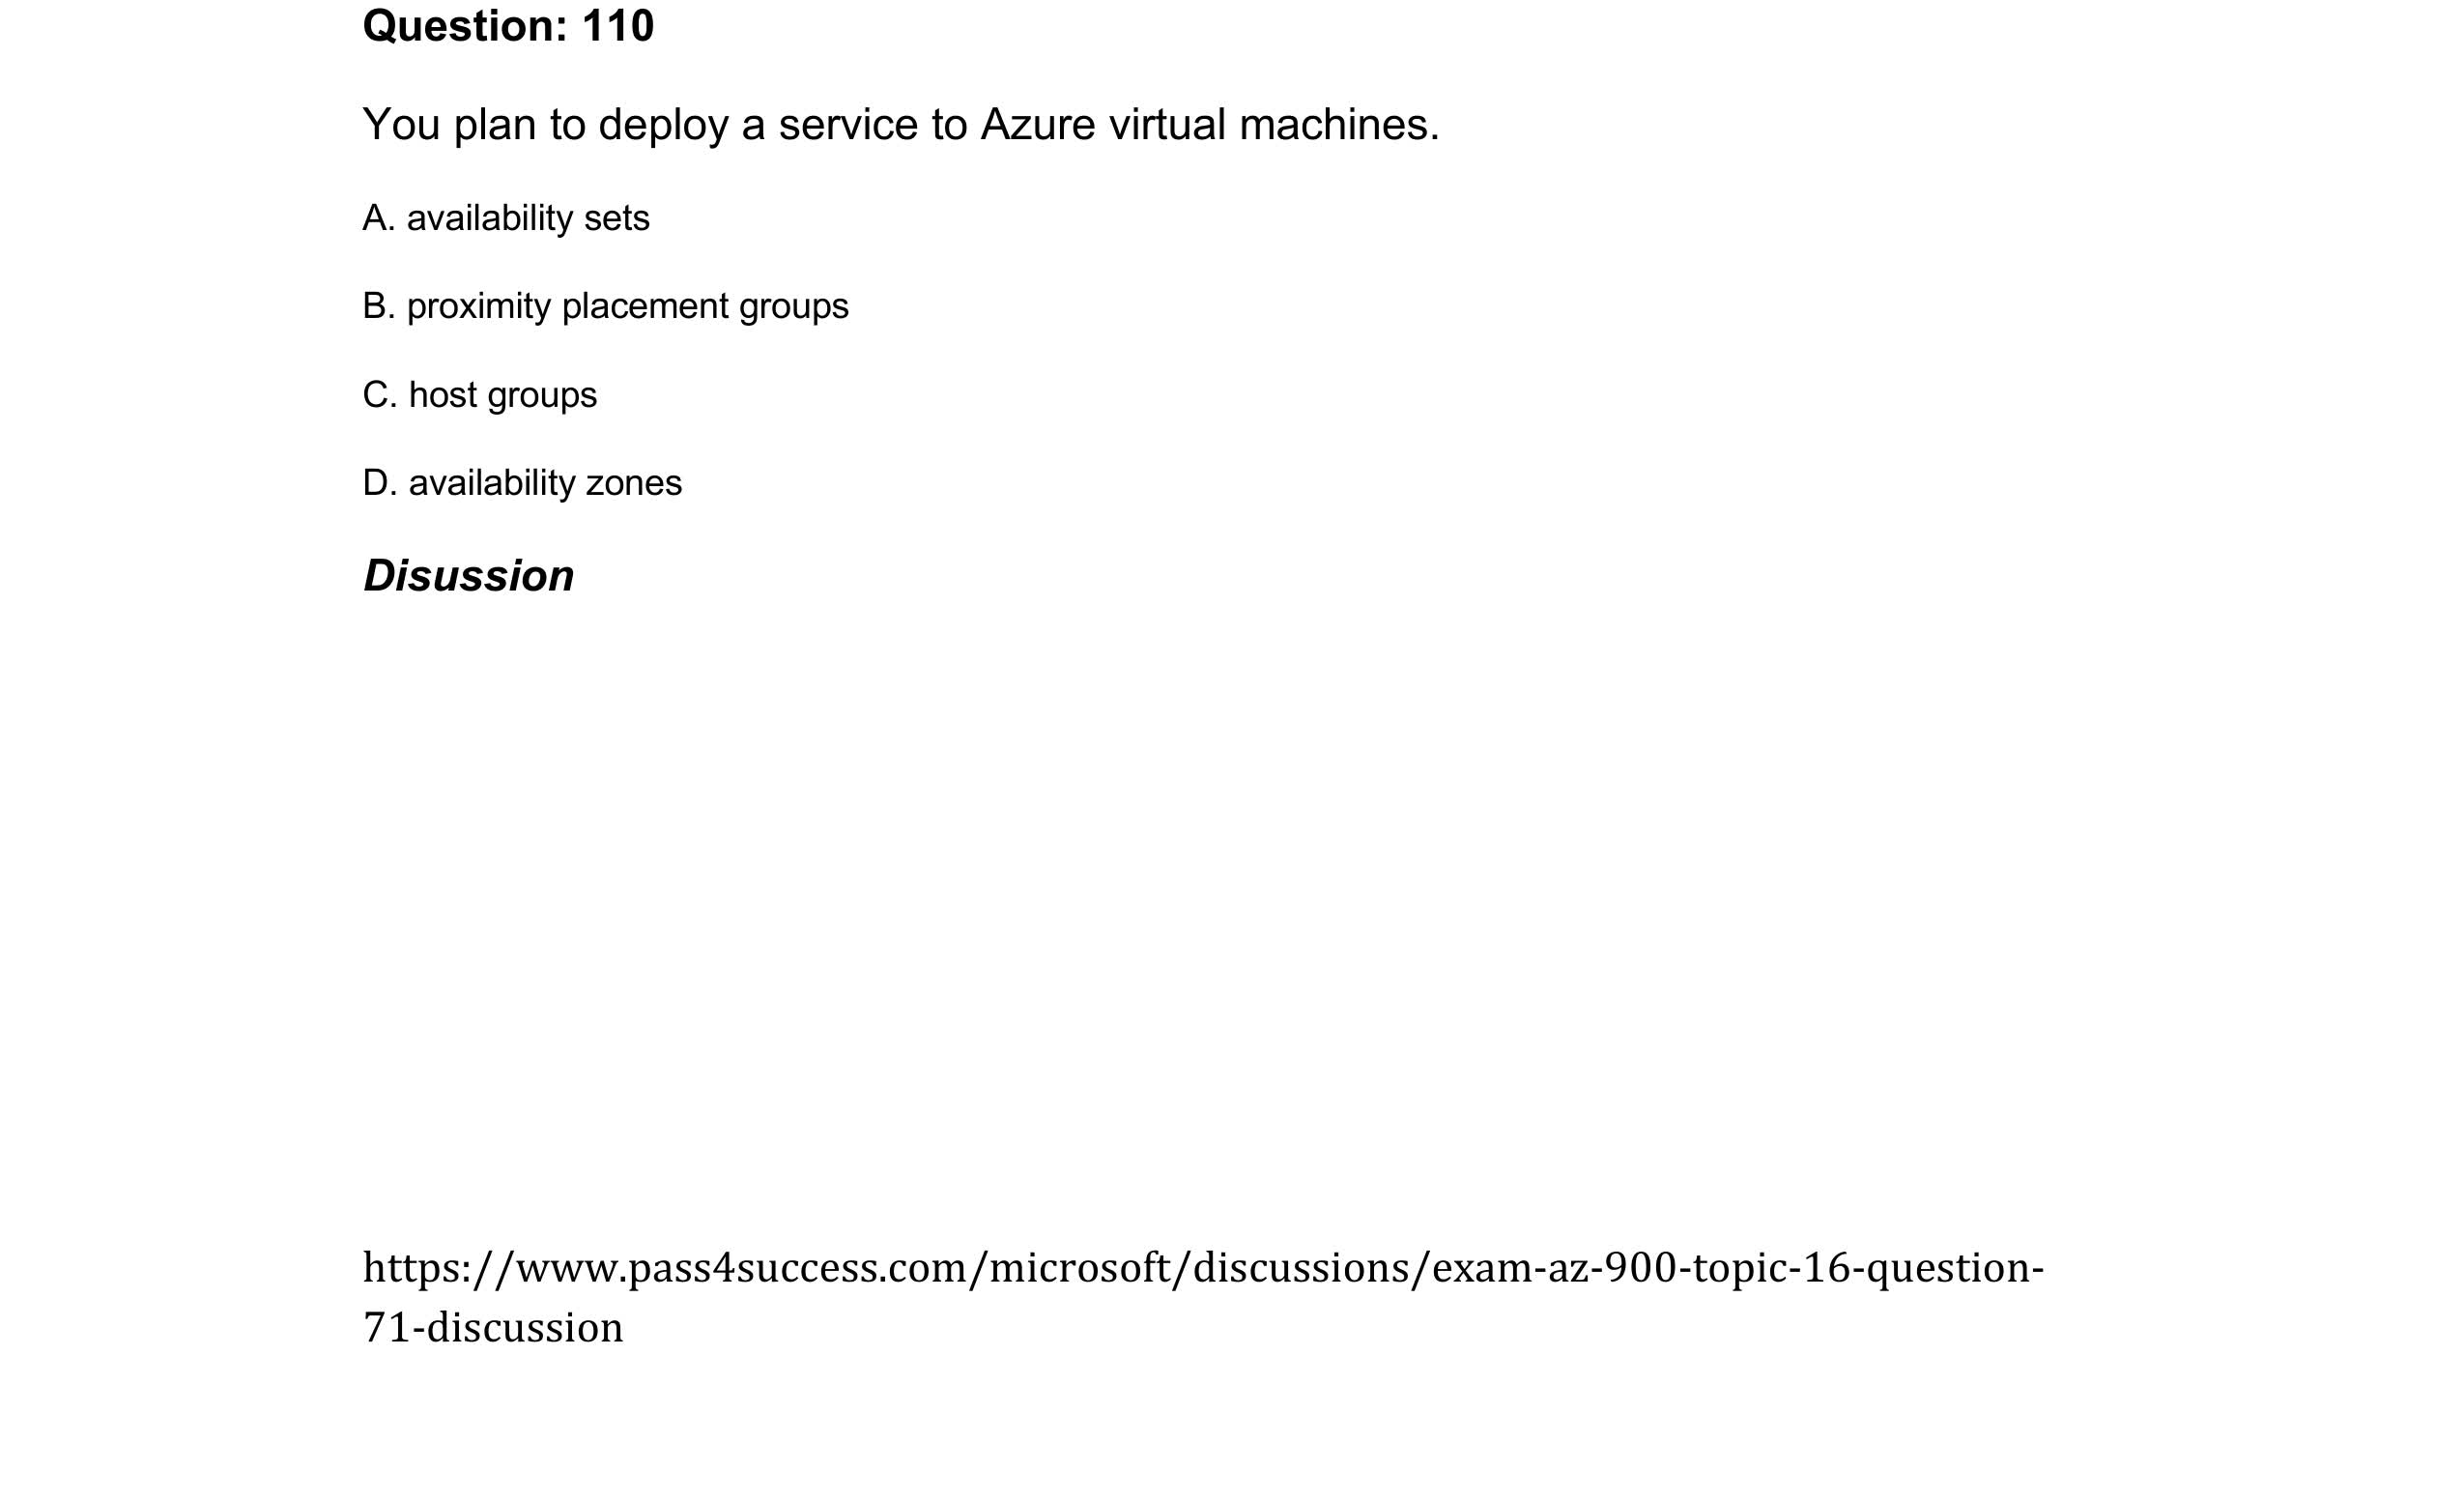 Question: 110
You plan to deploy a service to Azure virtual machines.
A. availability sets
B. proximity placement groups
C. host groups
D. availability zones
Disussion
https://www.pass4success.com/microsoft/discussions/exam-az-900-topic-16-question-
71-discussion